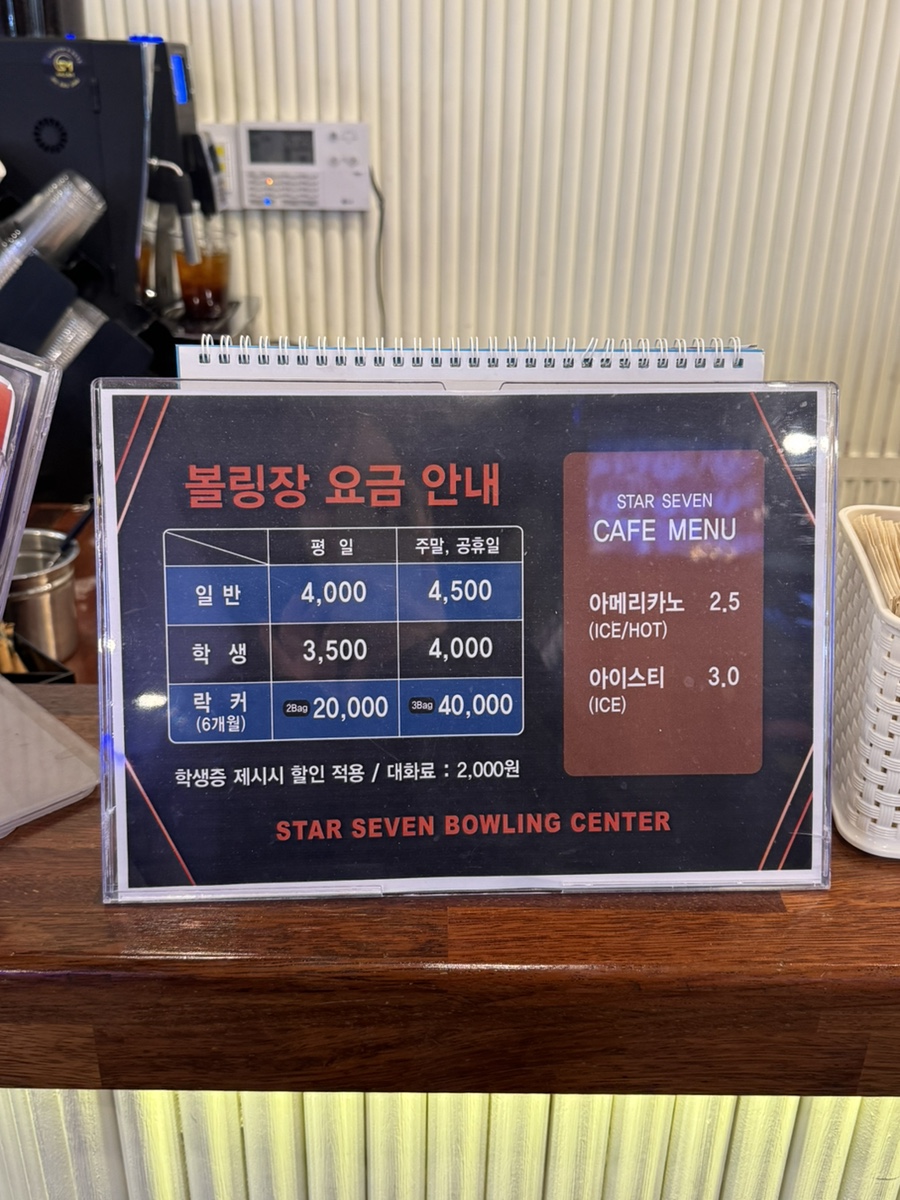 볼링장 요금 안내
평 일 주말, 공휴일
일 반 4,000 4,500
학 생 3,500 4,000
락 커 (6개월) 2Bag 20,000 3Bag 40,000
학생증 제시시 할인 적용 / 대화료 : 2,000원
STAR SEVEN
CAFE MENU
아메리카노 2.5
(ICE/HOT)
아이스티 3.0
(ICE)
STAR SEVEN BOWLING CENTER